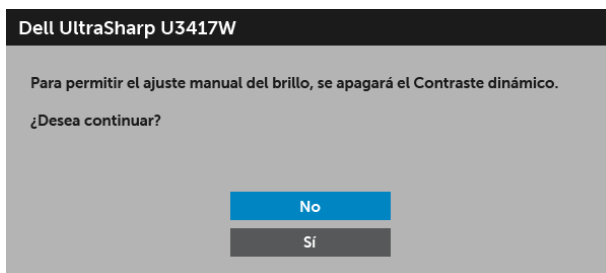 Dell UltraSharp U3417W
Para permitir el ajuste manual del brillo, se apagará el Contraste dinámico.
¿Desea continuar?
No
Sí